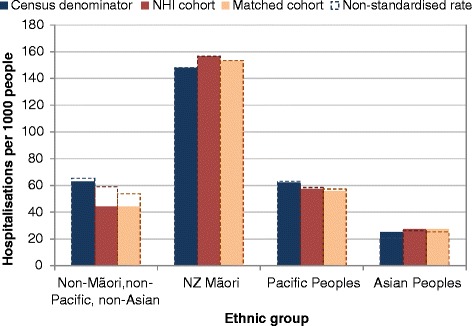 Census denominator NHI cohort Matched cohort Non-standardised rate
Hospitalisations per 1000 people
180
160
140
120
100
80
60
40
20
0
Non-Māori,non-Pacific, non-Asian
NZ Māori
Pacific Peoples
Asian Peoples
Ethnic group